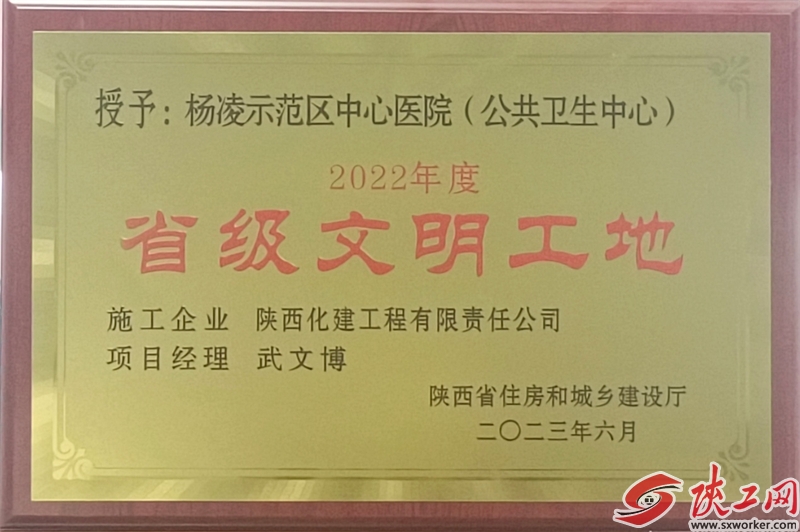 授予：杨凌示范区中心医院（公共卫生中心）
2022年度
省级文明工地
施工企业 陕西化建工程有限责任公司
项目经理 武文博
陕西省住房和城乡建设厅
二〇二三年六月
陕工网
www.sxworker.com